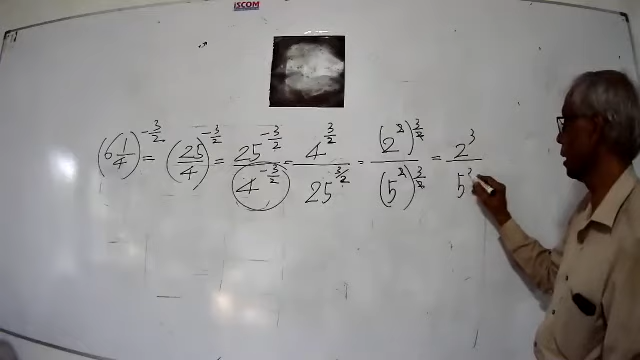 iSCOM
(6 1/4)^{-3/2} = (25/4)^{-3/2} = 25^{-3/2}/(4^{-3/2}) = 4^{3/2}/25^{3/2} = (2^2)^{3/2}/(5^2)^{3/2} = 2^3/5^3